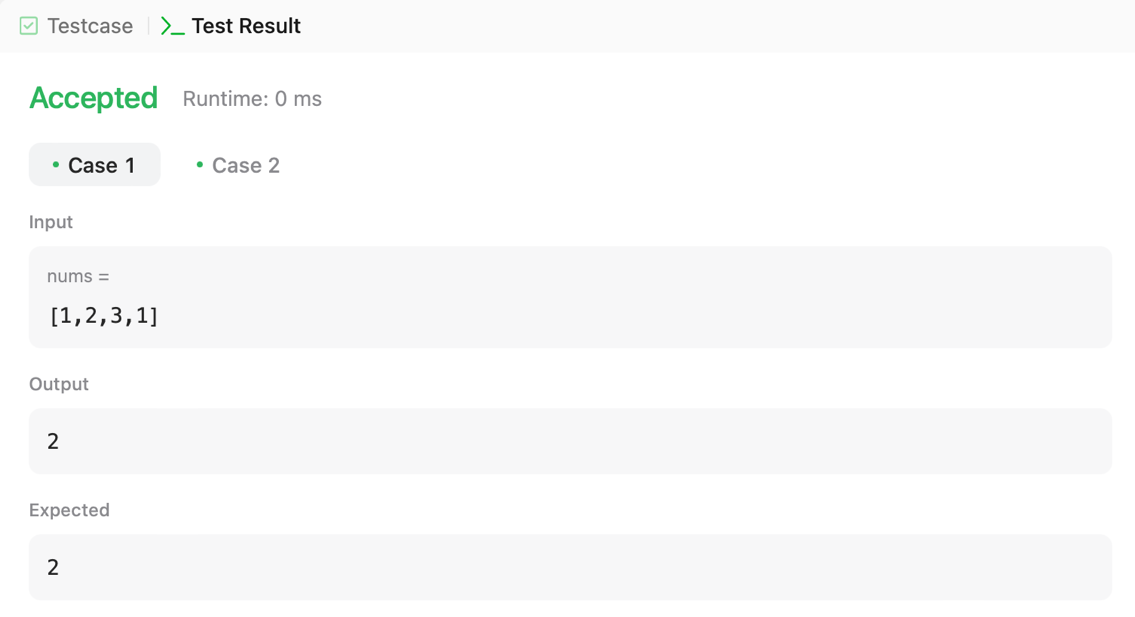 Testcase
Test Result
Accepted Runtime: 0 ms
Case 1 Case 2
Input
nums =
[1,2,3,1]
Output
2
Expected
2